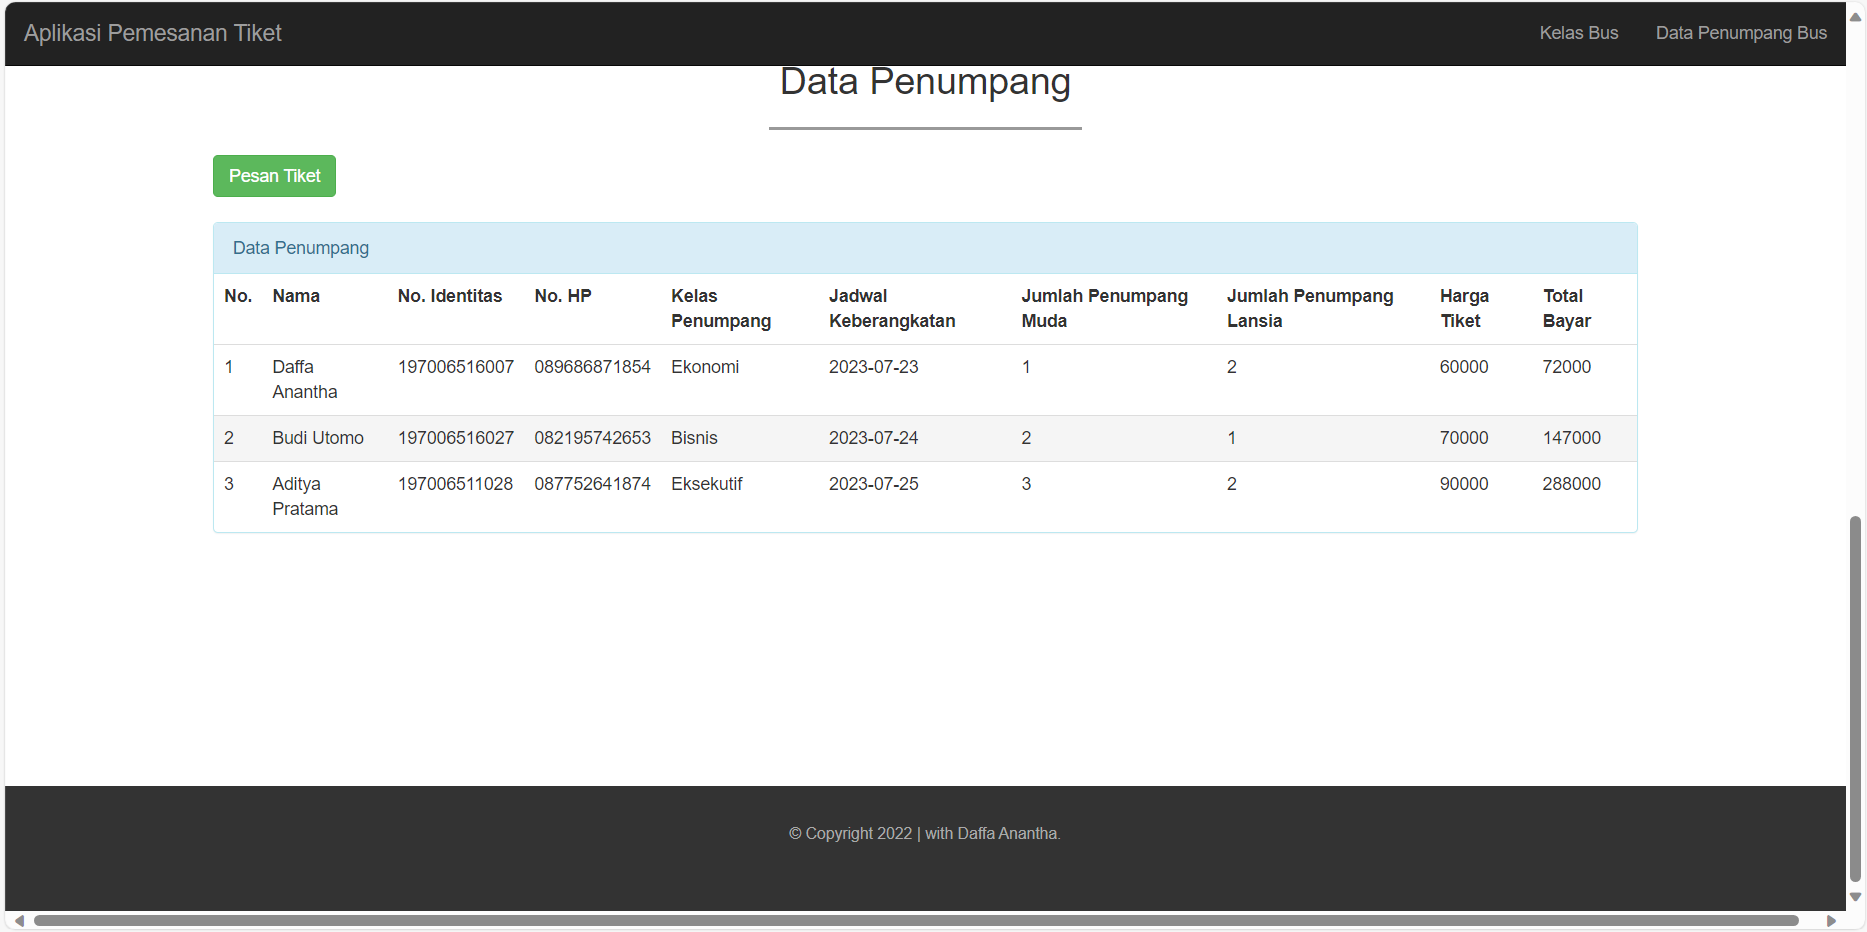 Aplikasi Pemesanan Tiket
Kelas Bus
Data Penumpang Bus
Data Penumpang
Pesan Tiket
Data Penumpang
No. Nama No. Identitas No. HP Kelas Penumpang Jadwal Keberangkatan Jumlah Penumpang Muda Jumlah Penumpang Lansia Harga Tiket Total Bayar
1 Daffa Anantha 197006516007 089686871854 Ekonomi 2023-07-23 1 2 60000 72000
2 Budi Utomo 197006516027 082195742653 Bisnis 2023-07-24 2 1 70000 147000
3 Aditya Pratama 197006511028 087752641874 Eksekutif 2023-07-25 3 2 90000 288000
© Copyright 2022 | with Daffa Anantha.